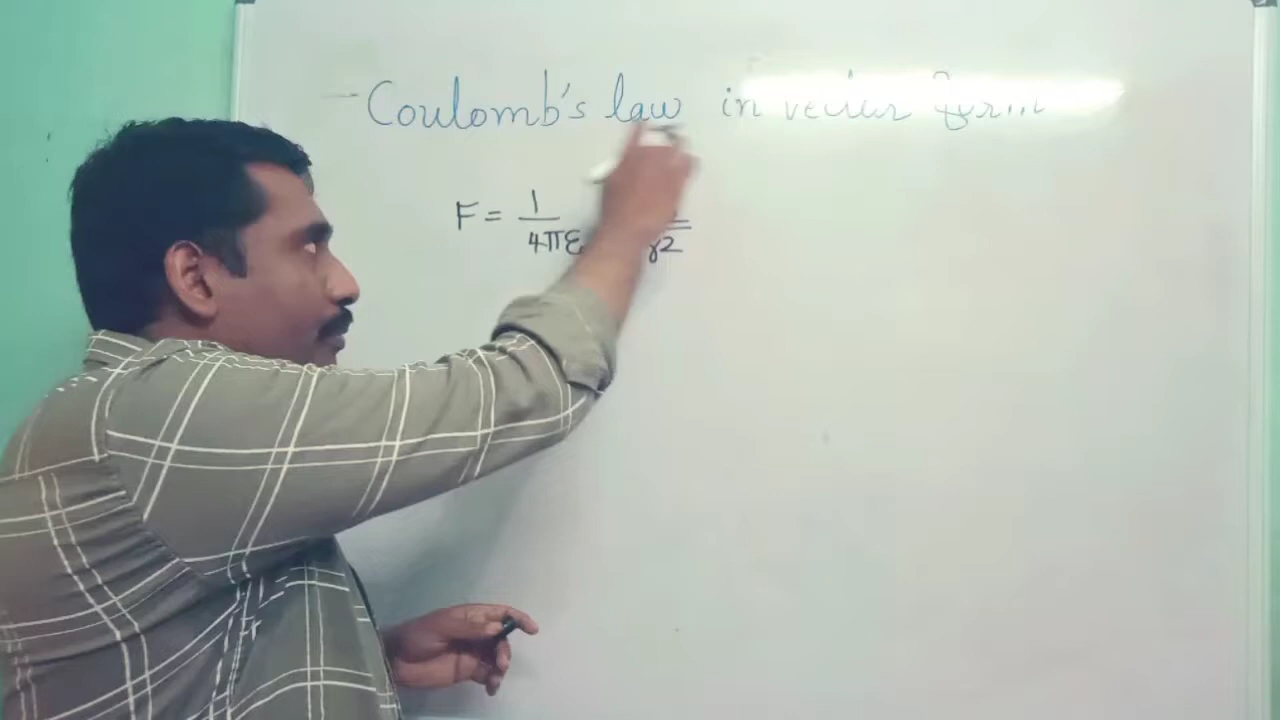 - Coulomb's law in vector form
F = 1/4πε r2